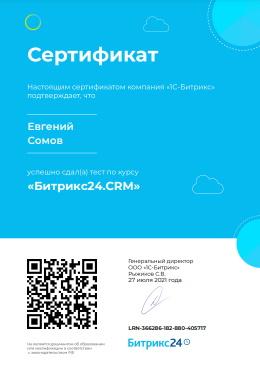 Сертификат
Настоящим сертификатом компания «1С-Битрикс»
подтверждает, что
Евгений
Сомов
успешно сдал(а) тест по курсу
«Битрикс24.CRM»
Генеральный директор
ООО «1С-Битрикс»
Рыжиков С.В.
27 июля 2021 года
LRN-366286-182-880-405717
Не является документом об образовании
или квалификации в соответствии
с законодательством РФ
Битрикс24